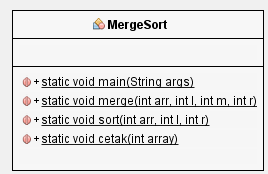 MergeSort
+ static void main(String args)
+ static void merge(int arr, int l, int m, int r)
+ static void sort(int arr, int l, int r)
+ static void cetak(int array)